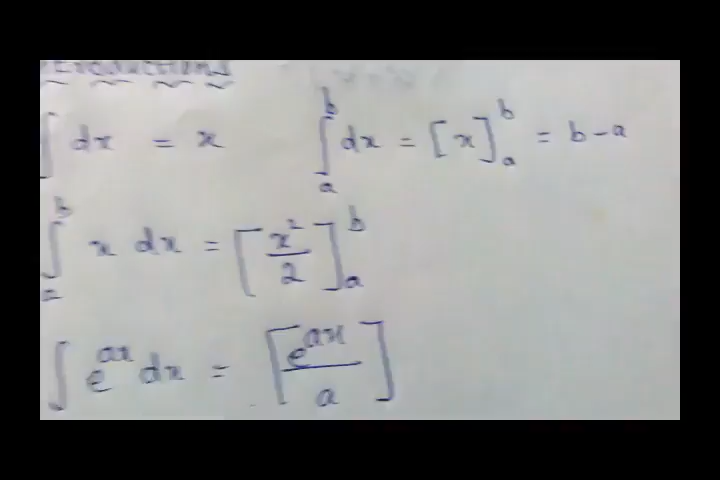 ∫ dx = x    ∫_a^b dx = [x]_a^b = b-a
∫_a^b x dx = [x²/2]_a^b
∫ e^{ax} dx = [e^{ax}/a]